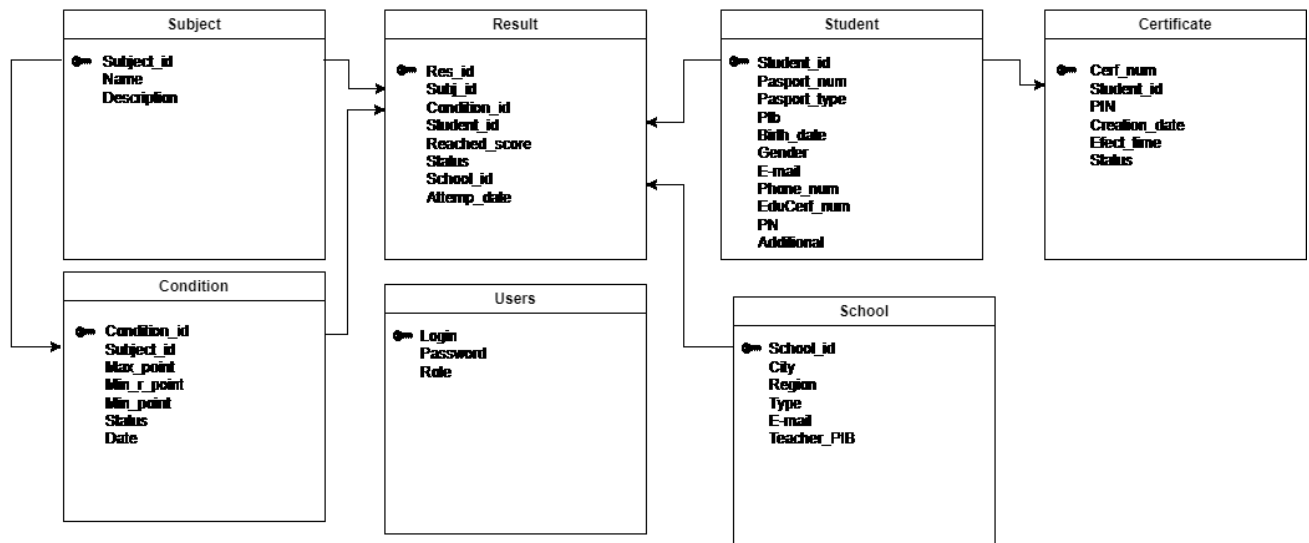 Subject
Subject_id
Name
Description
Result
Res_id
Subj_id
Condition_id
Student_id
Reached_score
Status
School_id
Attemp_date
Student
Student_id
Pasport_num
Pasport_type
Pib
Birth_date
Gender
E-mail
Phone_num
EduCerf_num
PN
Additional
Certificate
Cerf_num
Student_id
PIN
Creation_date
Efect_time
Status
Condition
Condition_id
Subject_id
Max_point
Min_r_point
Min_point
Status
Date
Users
Login
Password
Role
School
School_id
City
Region
Type
E-mail
Teacher_PIB